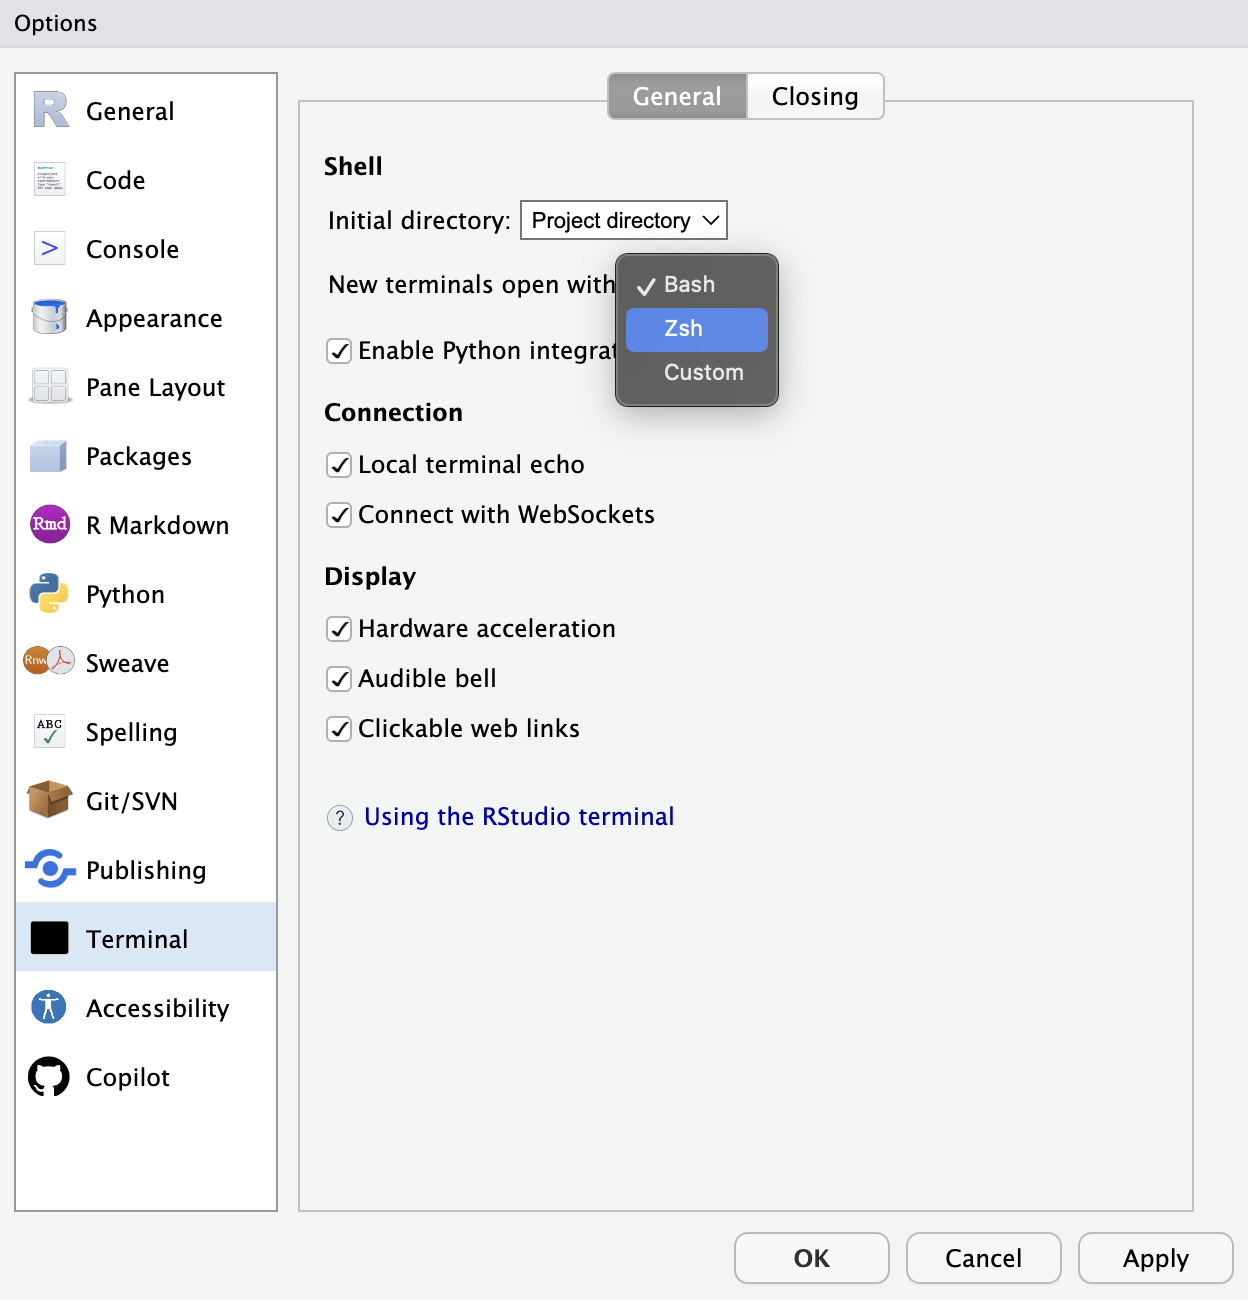 Options
General
Code
Console
Appearance
Pane Layout
Packages
Rmd R Markdown
Python
Rnw Sweave
ABC Spelling
Git/SVN
Publishing
Terminal
Accessibility
Copilot
General Closing
Shell
Initial directory: Project directory
New terminals open with
Bash
Zsh
Custom
Enable Python integrat
Connection
Local terminal echo
Connect with WebSockets
Display
Hardware acceleration
Audible bell
Clickable web links
? Using the RStudio terminal
OK Cancel Apply